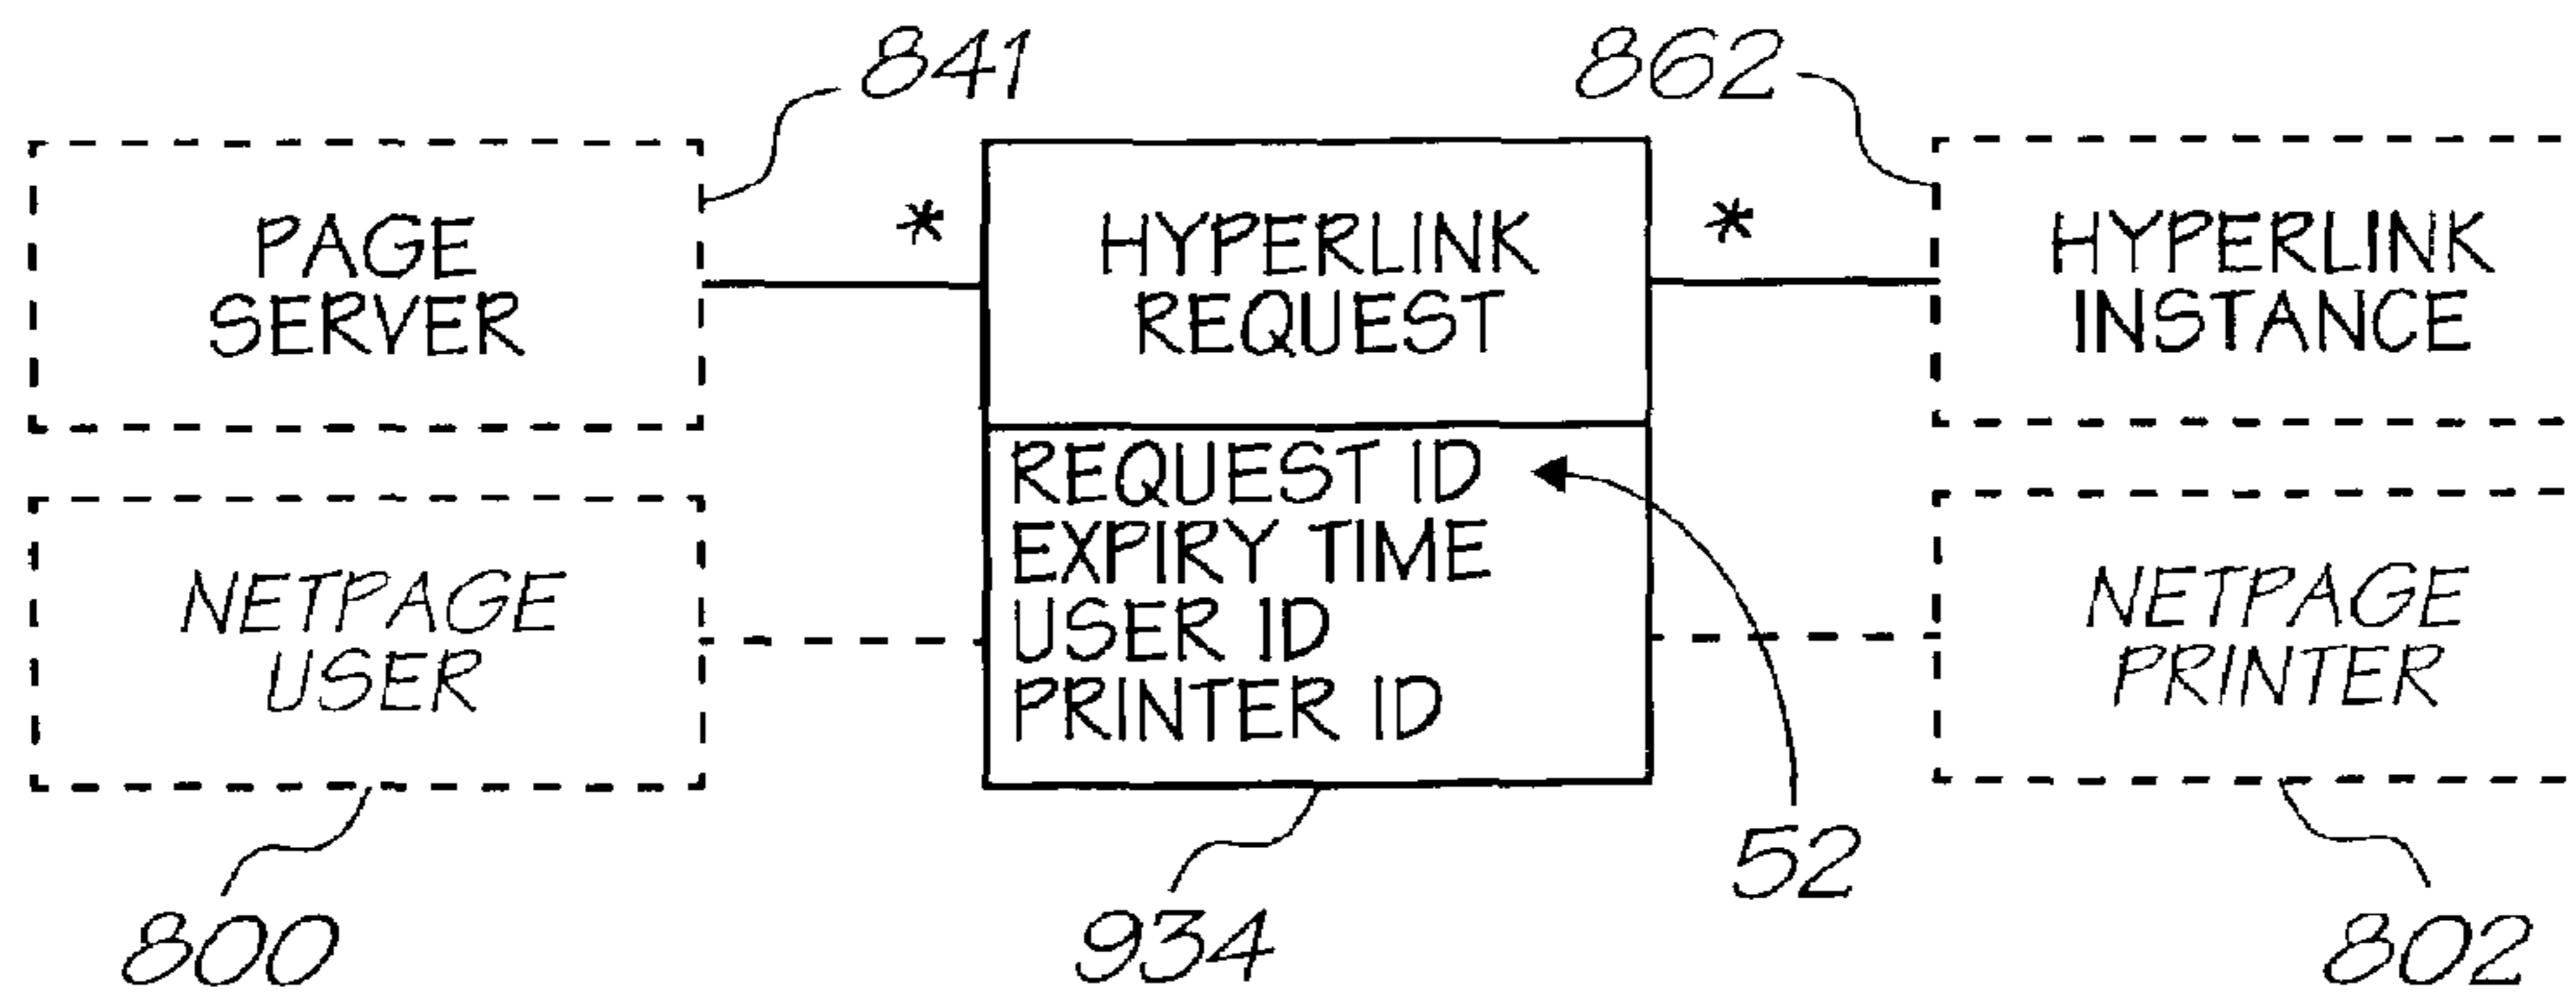 841
862
PAGE
SERVER
*
HYPERLINK
REQUEST
*
HYPERLINK
INSTANCE
REQUEST ID
EXPIRY TIME
USER ID
PRINTER ID
NETPAGE
USER
NETPAGE
PRINTER
52
800
934
802